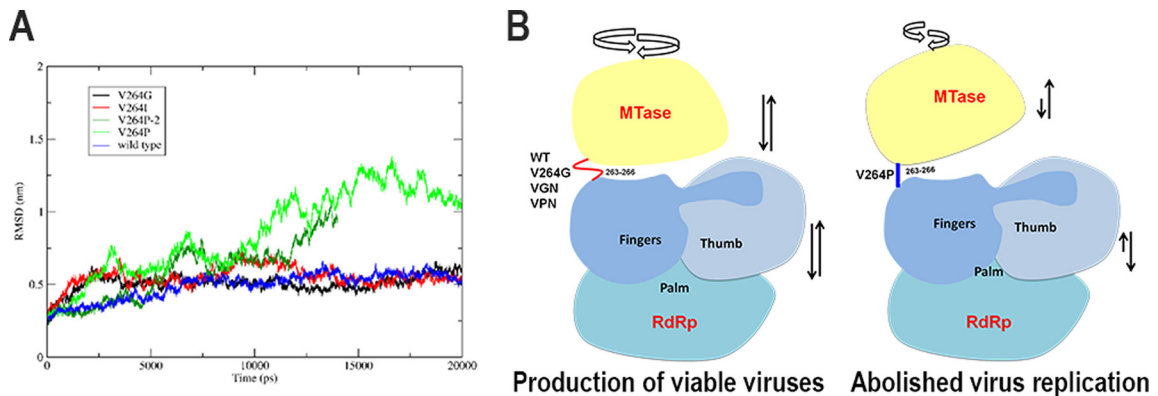 A
2
1.5
1
0.5
0
RMSD (nm)
V264G
V264I
V264P-2
V264P
wild type
0
5000
10000
15000
20000
Time (ps)
B
MTase
WT
V264G
VGN
VPN
263-266
Fingers
Thumb
Palm
RdRp
Production of viable viruses
MTase
V264P
263-266
Fingers
Thumb
Palm
RdRp
Abolished virus replication